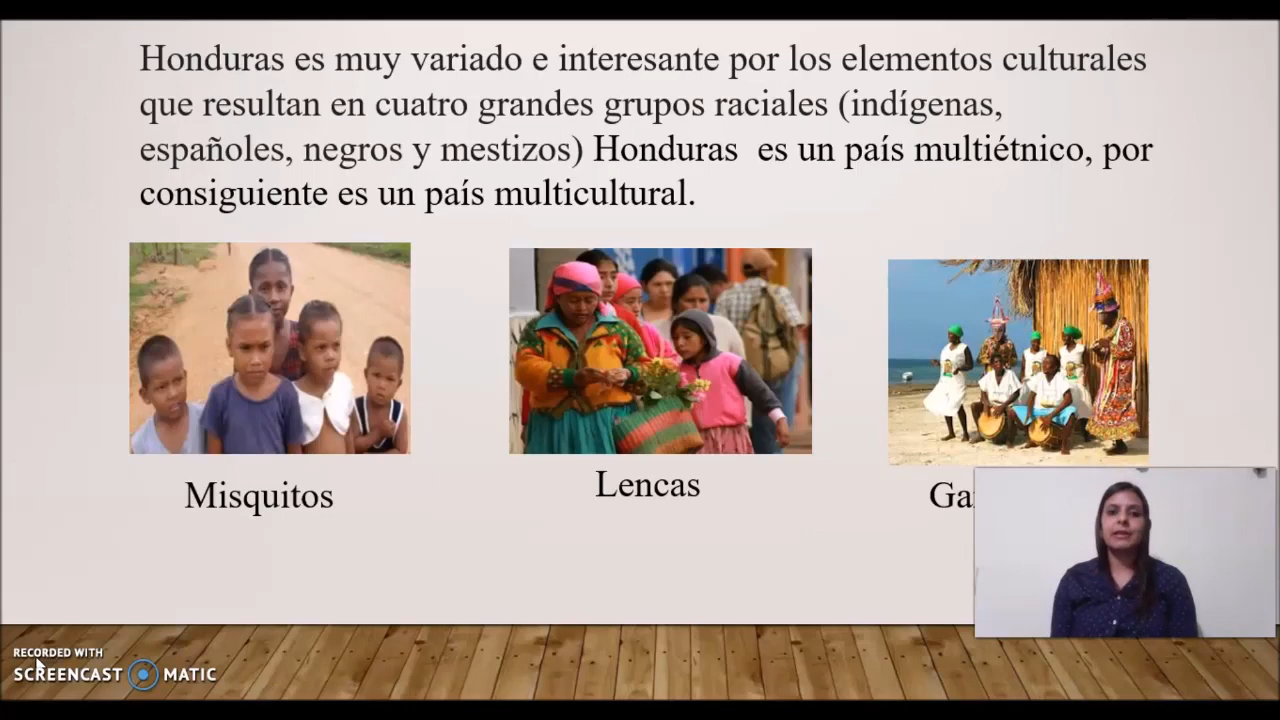 Honduras es muy variado e interesante por los elementos culturales
que resultan en cuatro grandes grupos raciales (indígenas,
españoles, negros y mestizos) Honduras es un país multiétnico, por
consiguiente es un país multicultural.
Misquitos
Lencas
RECORDED WITH
SCREENCAST MATIC